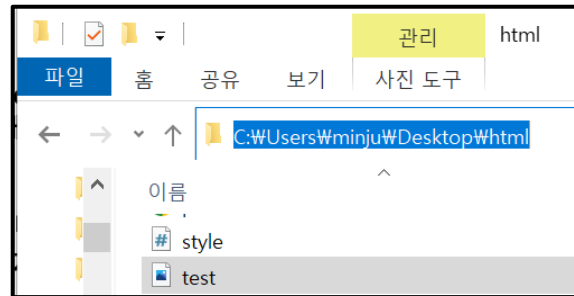 관리 html
파일 홈 공유 보기 사진 도구
C:₩Users₩minju₩Desktop₩html
이름
style
test